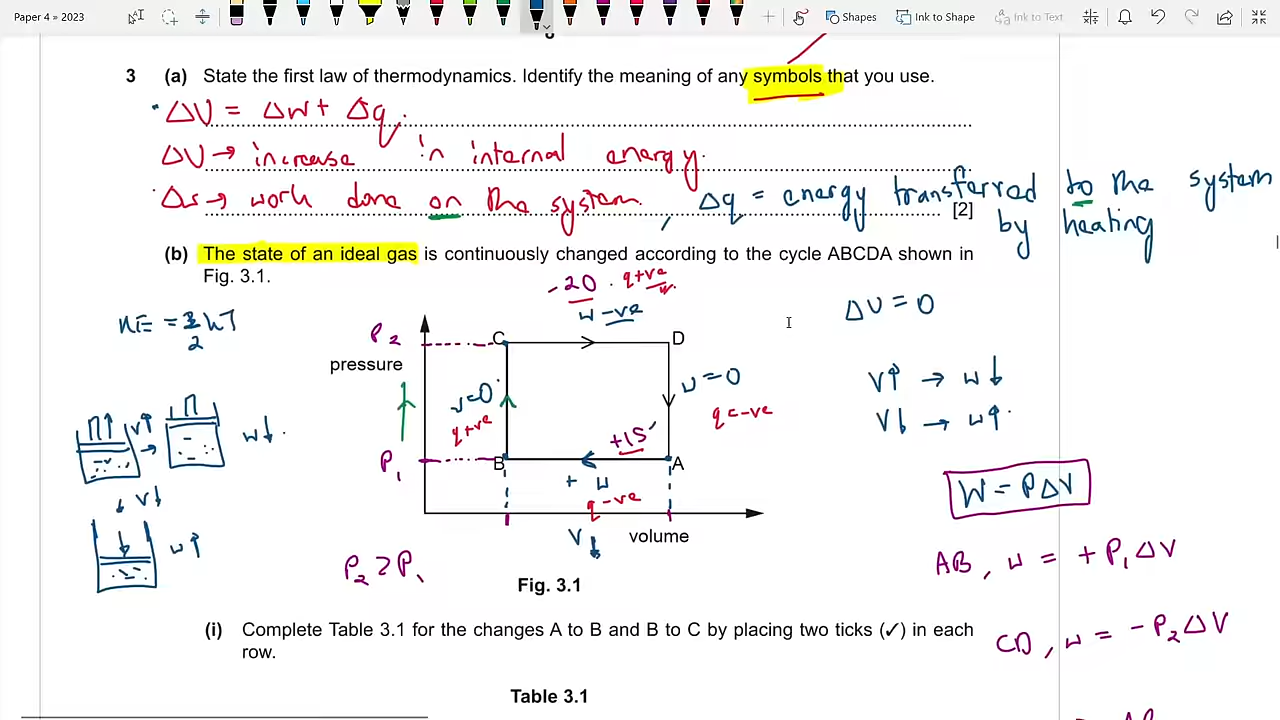 Paper 4 » 2023
Shapes
Ink to Shape
Ink to Text
3 (a) State the first law of thermodynamics. Identify the meaning of any symbols that you use.
ΔU = ΔW + Δq.
ΔU → increase in internal energy.
Δw → work done on the system, Δq = energy transferred to the system
[2]
by heating
(b) The state of an ideal gas is continuously changed according to the cycle ABCDA shown in
Fig. 3.1.
-20 · q+ve
w -ve
ΔU = 0
KE = 3/2 kT
P2
C
D
pressure
w=0
w=0
V↑ → w↓
q=-ve
q+ve
V↓ → w↑
V↑
w↓
+15
P1
B
A
+ W
W = PΔV
q-ve
V↓
w↑
V↓
volume
AB, w = +P1ΔV
P2 > P1
Fig. 3.1
(i) Complete Table 3.1 for the changes A to B and B to C by placing two ticks (✓) in each
row.
CD, w = -P2ΔV
Table 3.1